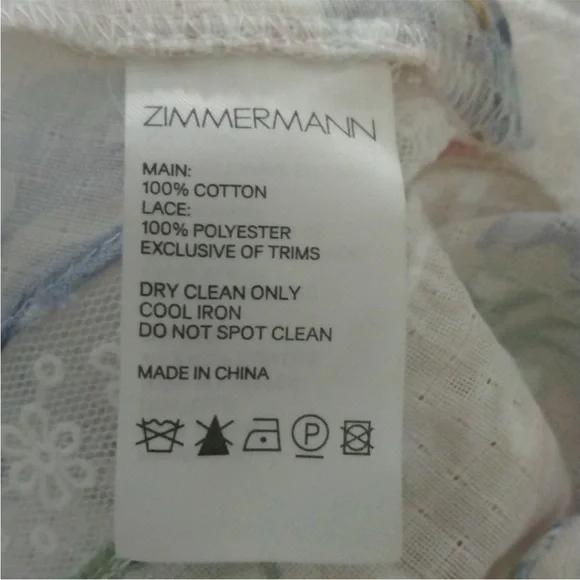 ZIMMERMANN
MAIN:
100% COTTON
LACE:
100% POLYESTER
EXCLUSIVE OF TRIMS
DRY CLEAN ONLY
COOL IRON
DO NOT SPOT CLEAN
MADE IN CHINA
P